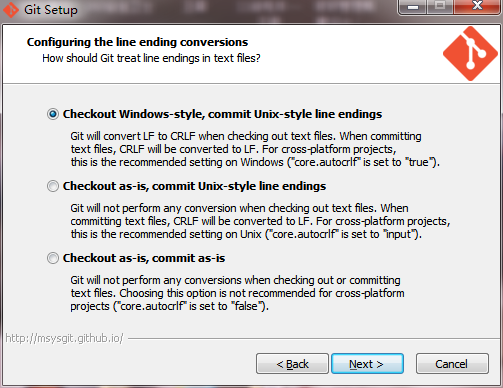 Git Setup
Configuring the line ending conversions
How should Git treat line endings in text files?
Checkout Windows-style, commit Unix-style line endings
Git will convert LF to CRLF when checking out text files. When committing
text files, CRLF will be converted to LF. For cross-platform projects,
this is the recommended setting on Windows ("core.autocrlf" is set to "true").
Checkout as-is, commit Unix-style line endings
Git will not perform any conversion when checking out text files. When
committing text files, CRLF will be converted to LF. For cross-platform projects,
this is the recommended setting on Unix ("core.autocrlf" is set to "input").
Checkout as-is, commit as-is
Git will not perform any conversions when checking out or committing
text files. Choosing this option is not recommended for cross-platform
projects ("core.autocrlf" is set to "false").
http://msysgit.github.io/
< Back
Next >
Cancel